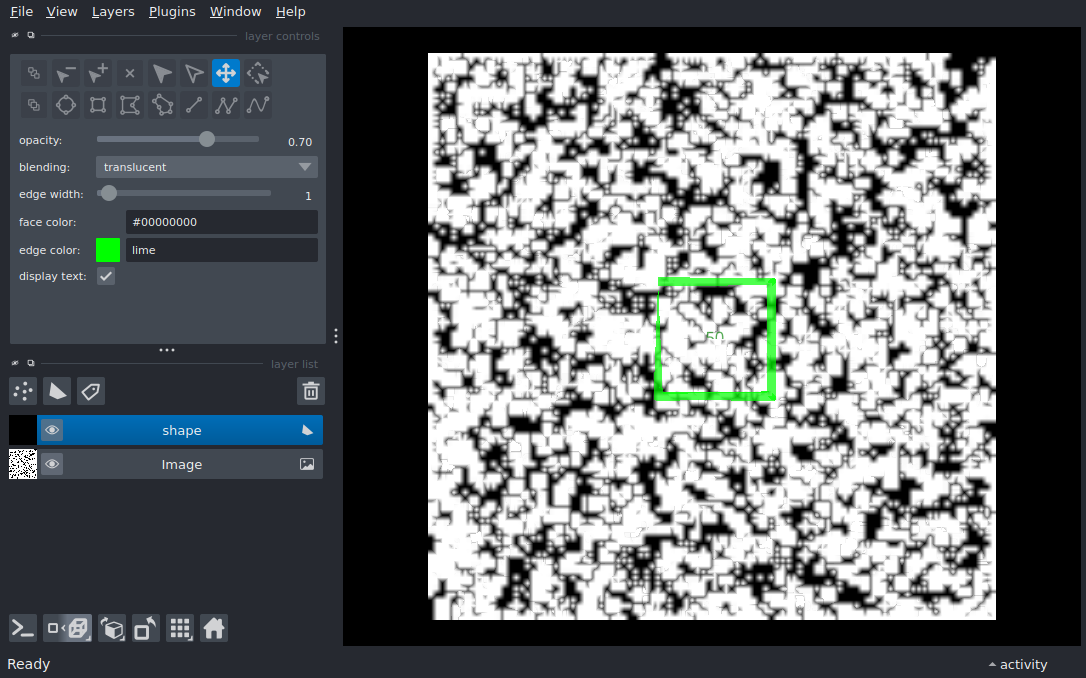 File View Layers Plugins Window Help
layer controls
opacity: 0.70
blending: translucent
edge width: 1
face color: #00000000
edge color: lime
display text:
layer list
shape
Image
50
Ready
activity